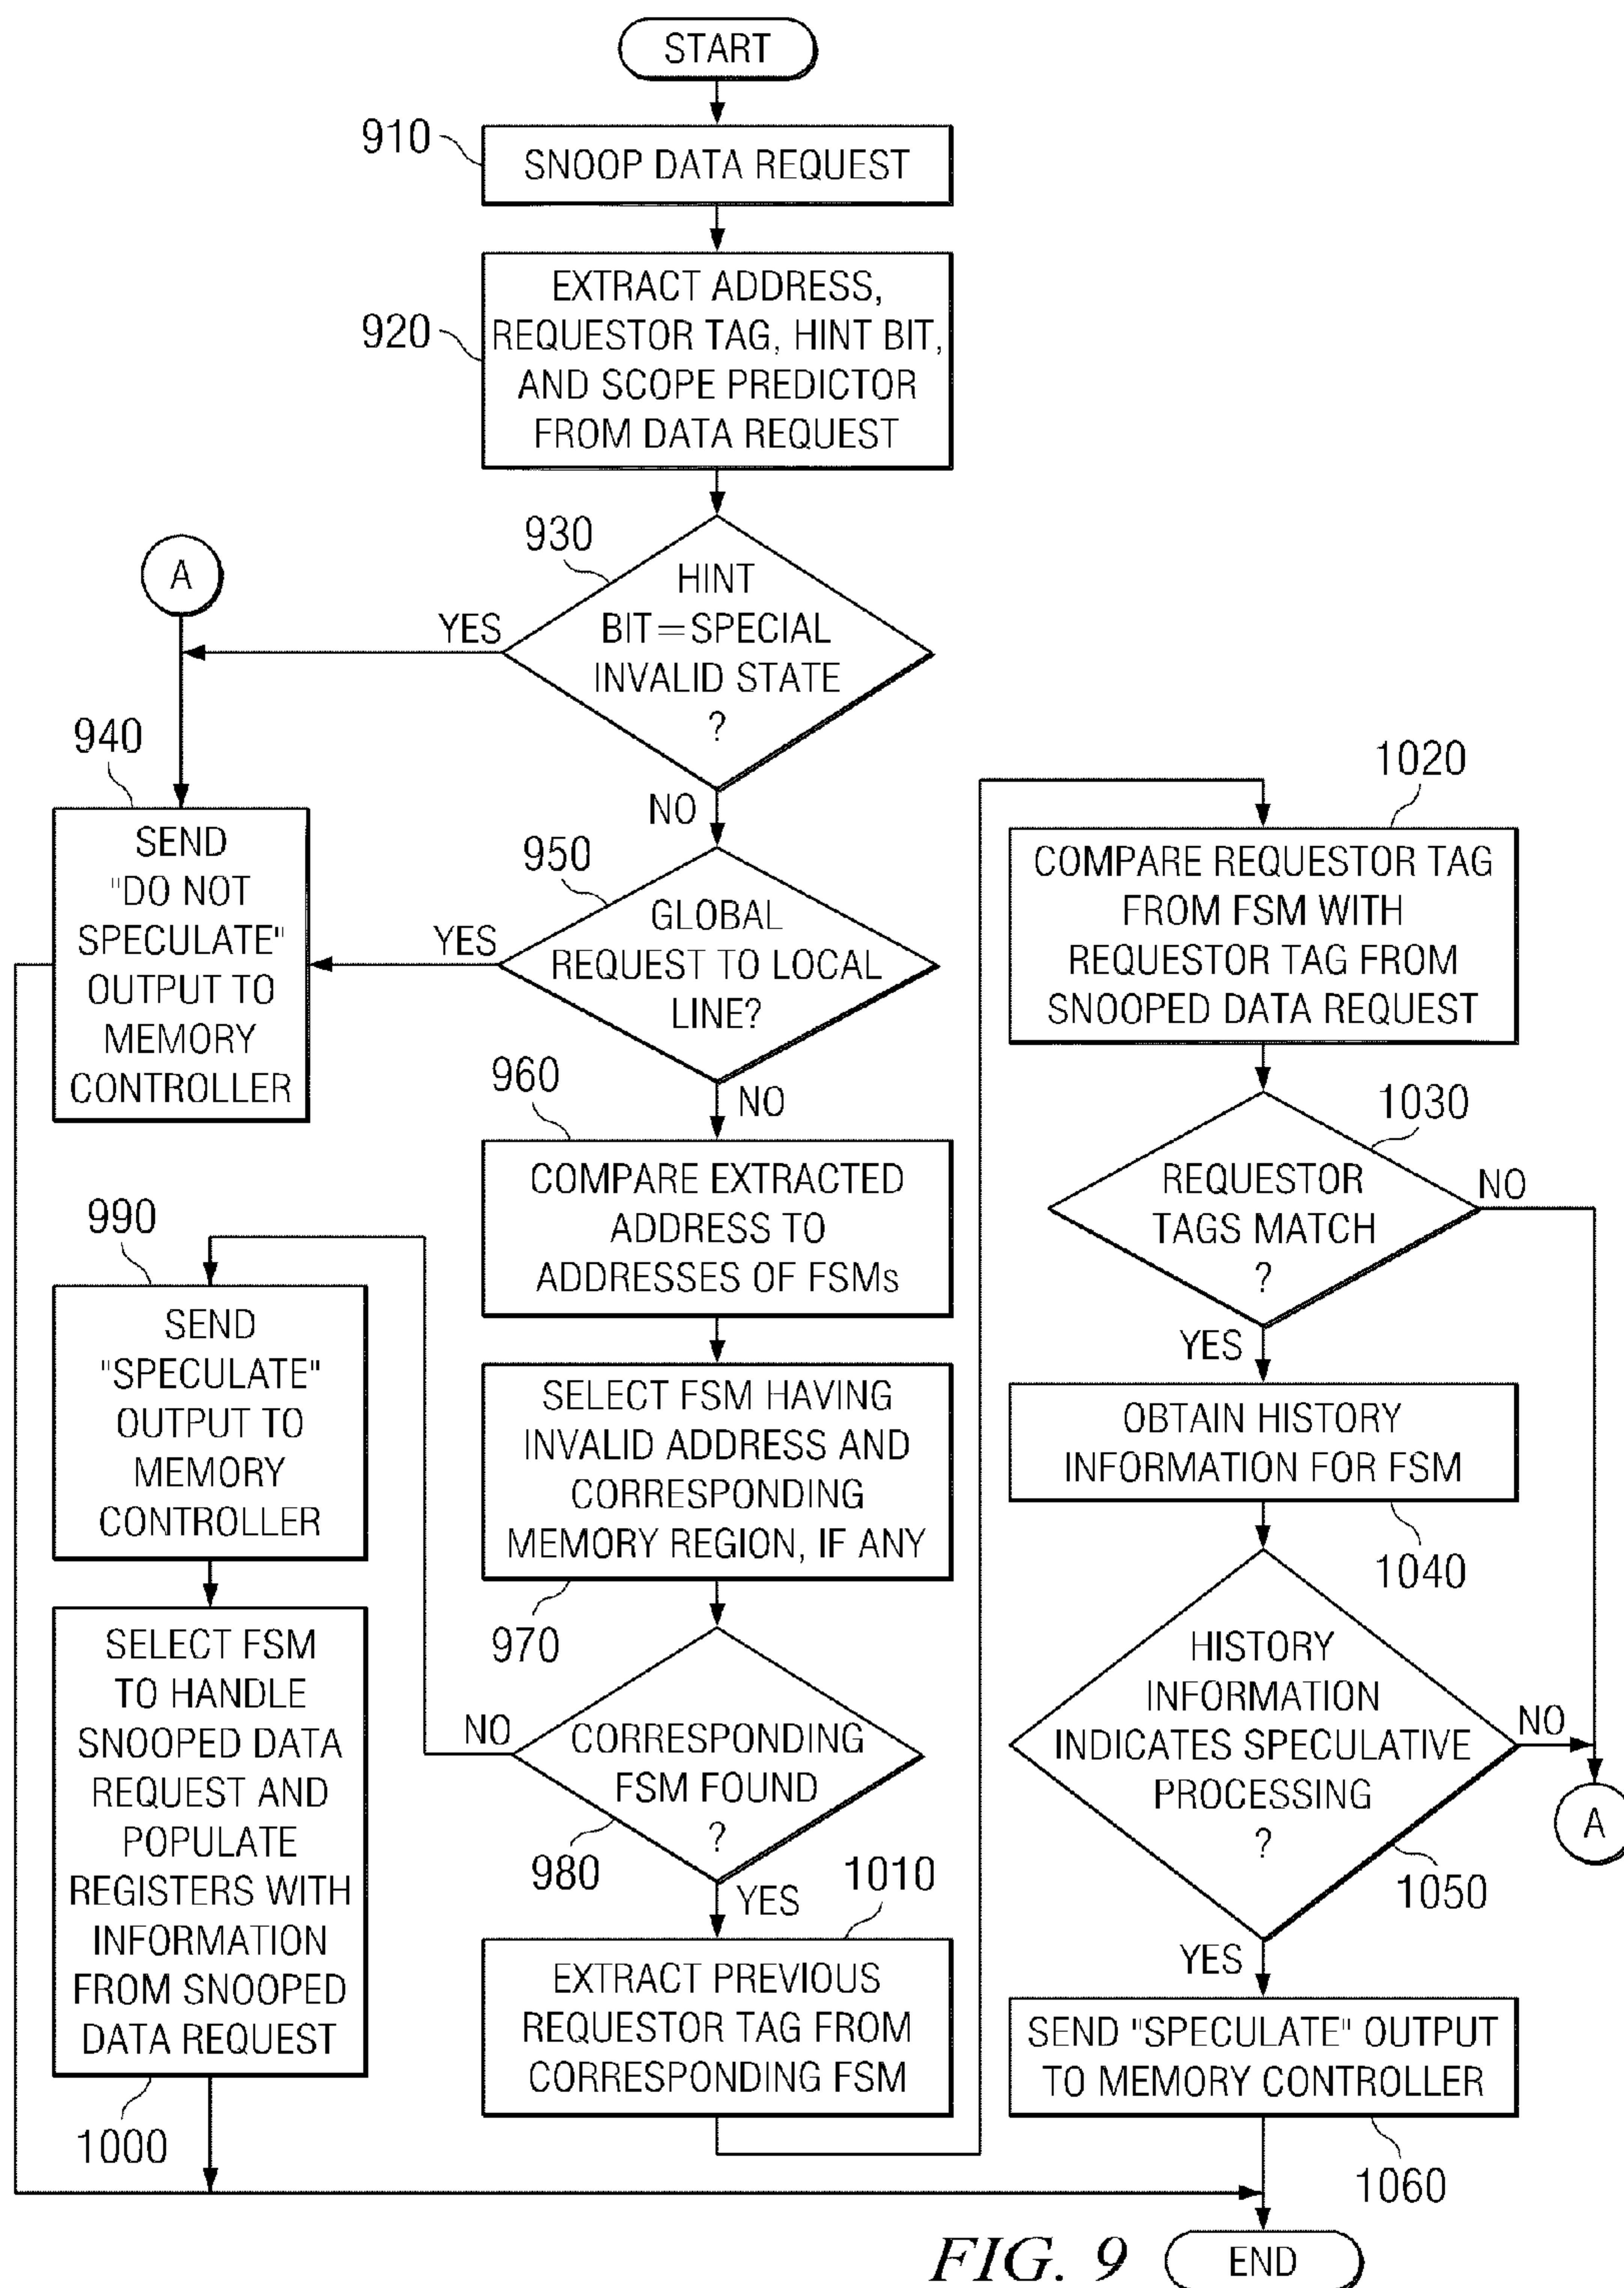 START
910
SNOOP DATA REQUEST
920
EXTRACT ADDRESS,
REQUESTOR TAG, HINT BIT,
AND SCOPE PREDICTOR
FROM DATA REQUEST
930
HINT
BIT=SPECIAL
INVALID STATE
?
YES
NO
A
940
SEND
"DO NOT
SPECULATE"
OUTPUT TO
MEMORY
CONTROLLER
950
GLOBAL
REQUEST TO LOCAL
LINE?
YES
NO
960
COMPARE EXTRACTED
ADDRESS TO
ADDRESSES OF FSMs
SELECT FSM HAVING
INVALID ADDRESS AND
CORRESPONDING
MEMORY REGION, IF ANY
970
CORRESPONDING
FSM FOUND
?
980
NO
YES
990
SEND
"SPECULATE"
OUTPUT TO
MEMORY
CONTROLLER
SELECT FSM
TO HANDLE
SNOOPED DATA
REQUEST AND
POPULATE
REGISTERS WITH
INFORMATION
FROM SNOOPED
DATA REQUEST
1000
1010
EXTRACT PREVIOUS
REQUESTOR TAG FROM
CORRESPONDING FSM
1020
COMPARE REQUESTOR TAG
FROM FSM WITH
REQUESTOR TAG FROM
SNOOPED DATA REQUEST
1030
REQUESTOR
TAGS MATCH
?
NO
YES
OBTAIN HISTORY
INFORMATION FOR FSM
1040
HISTORY
INFORMATION
INDICATES SPECULATIVE
PROCESSING
?
NO
A
1050
YES
SEND "SPECULATE" OUTPUT
TO MEMORY CONTROLLER
1060
END
FIG. 9